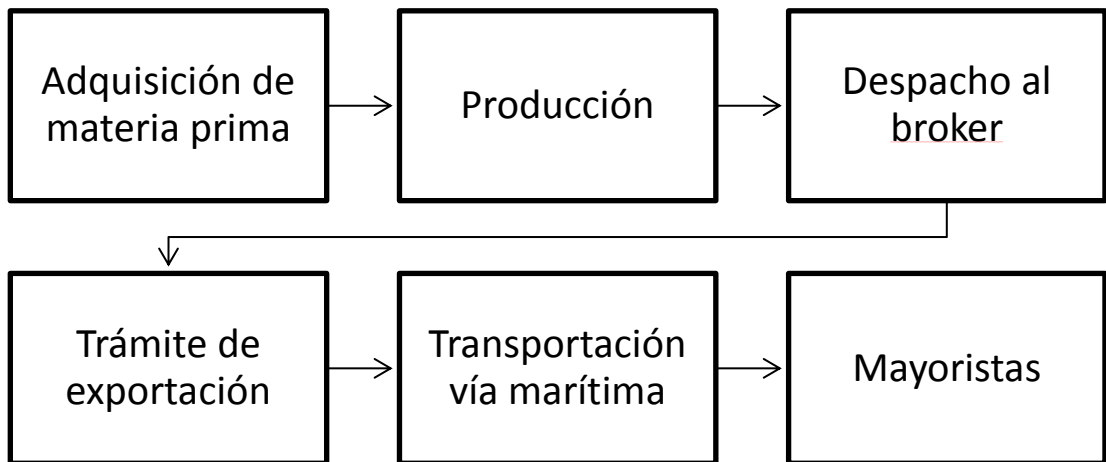 Adquisición de
materia prima
Producción
Despacho al
broker
Trámite de
exportación
Transportación
vía marítima
Mayoristas